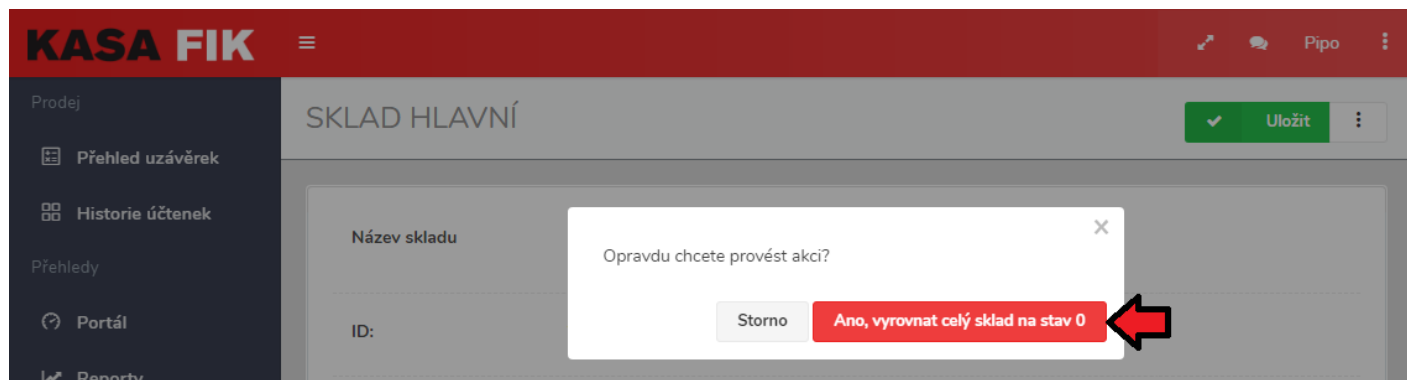 KASA FIK
Pipo
Prodej
SKLAD HLAVNÍ
Uložit
Přehled uzávěrek
Historie účtenek
Název skladu
Opravdu chcete provést akci?
Přehledy
Storno
Ano, vyrovnat celý sklad na stav 0
Portál
ID:
Reporty